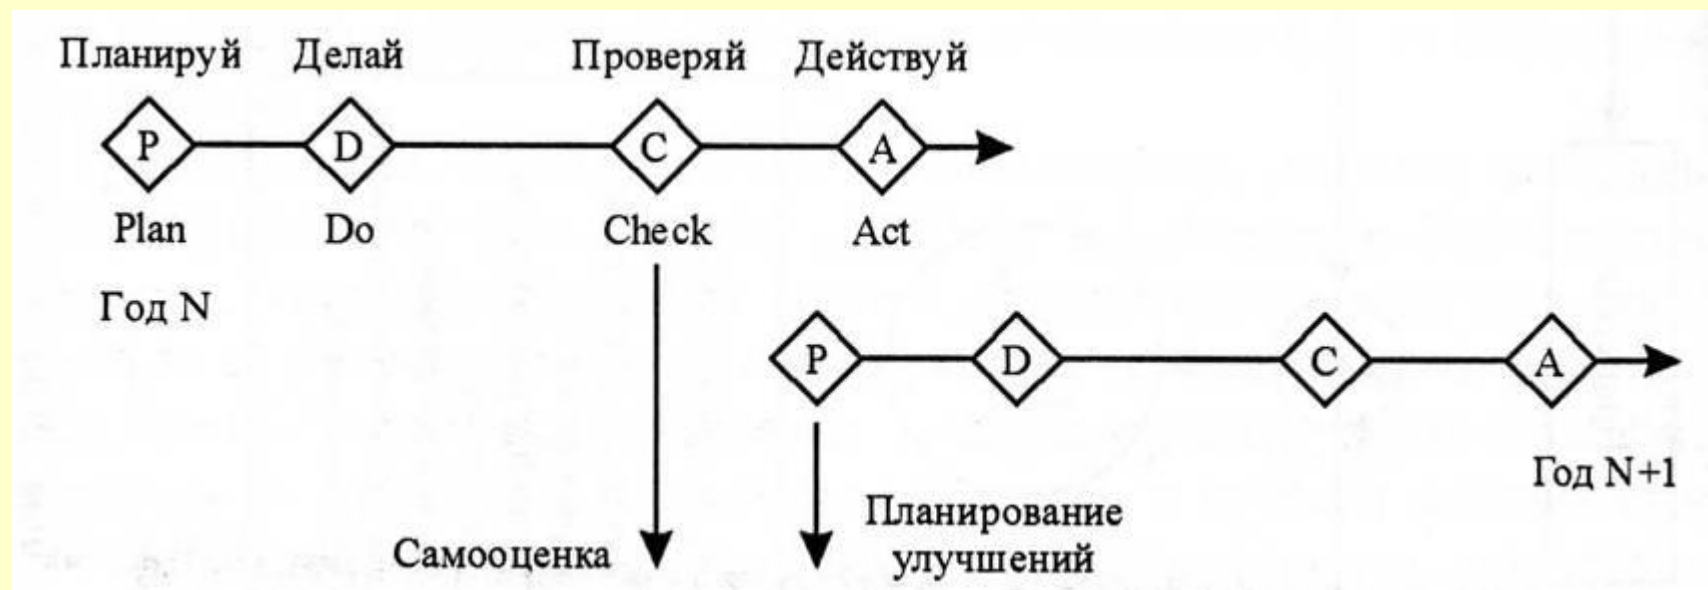 Планируй Делай Проверяй Действуй
P D C A
Plan Do Check Act
Год N
P D C A
Год N+1
Планирование
улучшений
Самооценка